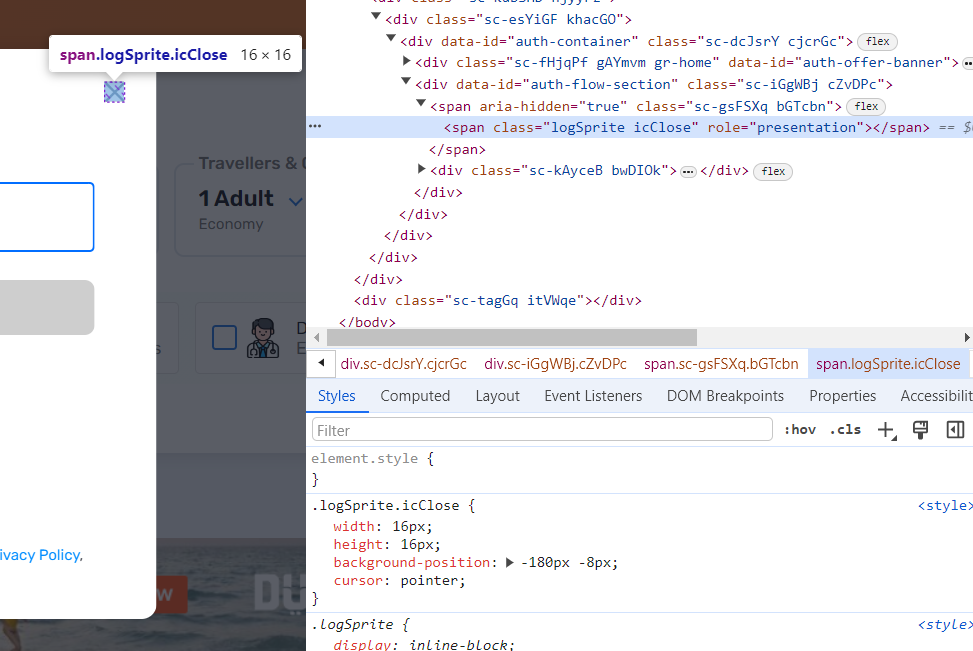 <div class="sc-esYiGF khacGO">
<div data-id="auth-container" class="sc-dcJsrY cjcrGc"> flex
<div class="sc-fHjqPf gAYmvm gr-home" data-id="auth-offer-banner">
<div data-id="auth-flow-section" class="sc-iGgWBj cZvDPc">
<span aria-hidden="true" class="sc-gsFSXq bGTcbn"> flex
<span class="logSprite icClose" role="presentation"></span> == $
</span>
<div class="sc-kAyceB bwDIOk"> </div> flex
</div>
</div>
</div>
</div>
</div>
<div class="sc-tagGq itVWqe"></div>
</body>
div.sc-dcJsrY.cjcrGc div.sc-iGgWBj.cZvDPc span.sc-gsFSXq.bGTcbn span.logSprite.icClose
Styles Computed Layout Event Listeners DOM Breakpoints Properties Accessibilit
Filter :hov .cls
element.style {
}
.logSprite.icClose { <style>
width: 16px;
height: 16px;
background-position: -180px -8px;
cursor: pointer;
}
.logSprite { <style>
display: inline-block;
span.logSprite.icClose 16 × 16
Travellers &
1 Adult
Economy
ivacy Policy,
W
DU